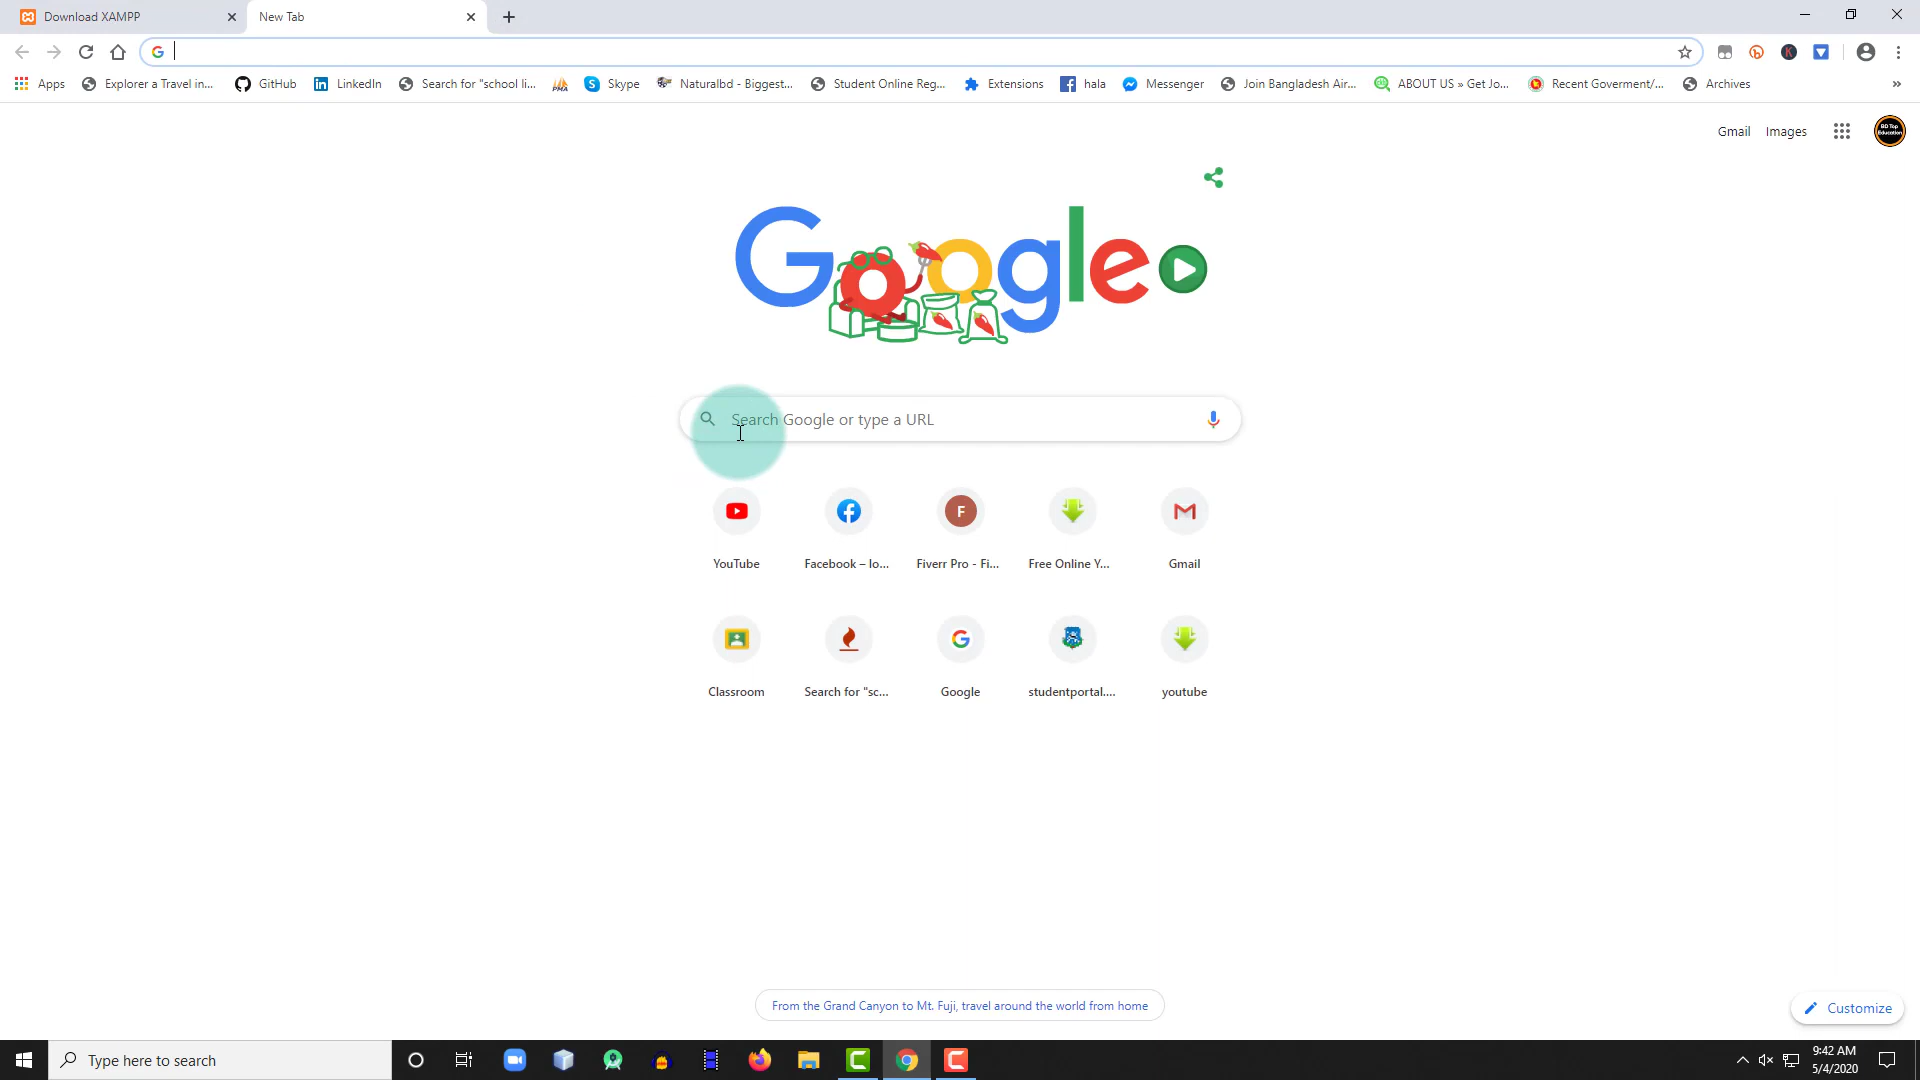 Download XAMPP
New Tab
Apps
Explorer a Travel in...
GitHub
LinkedIn
Search for "school li...
PMA
Skype
Naturalbd - Biggest...
Student Online Reg...
Extensions
hala
Messenger
Join Bangladesh Air...
ABOUT US » Get Jo...
Recent Goverment/...
Archives
»
Gmail
Images
BD Top
Education
Google
Search Google or type a URL
YouTube
Facebook – lo...
F
Fiverr Pro - Fi...
Free Online Y...
Gmail
Classroom
Search for "sc...
Google
studentportal....
youtube
From the Grand Canyon to Mt. Fuji, travel around the world from home
Customize
Type here to search
9:42 AM
5/4/2020